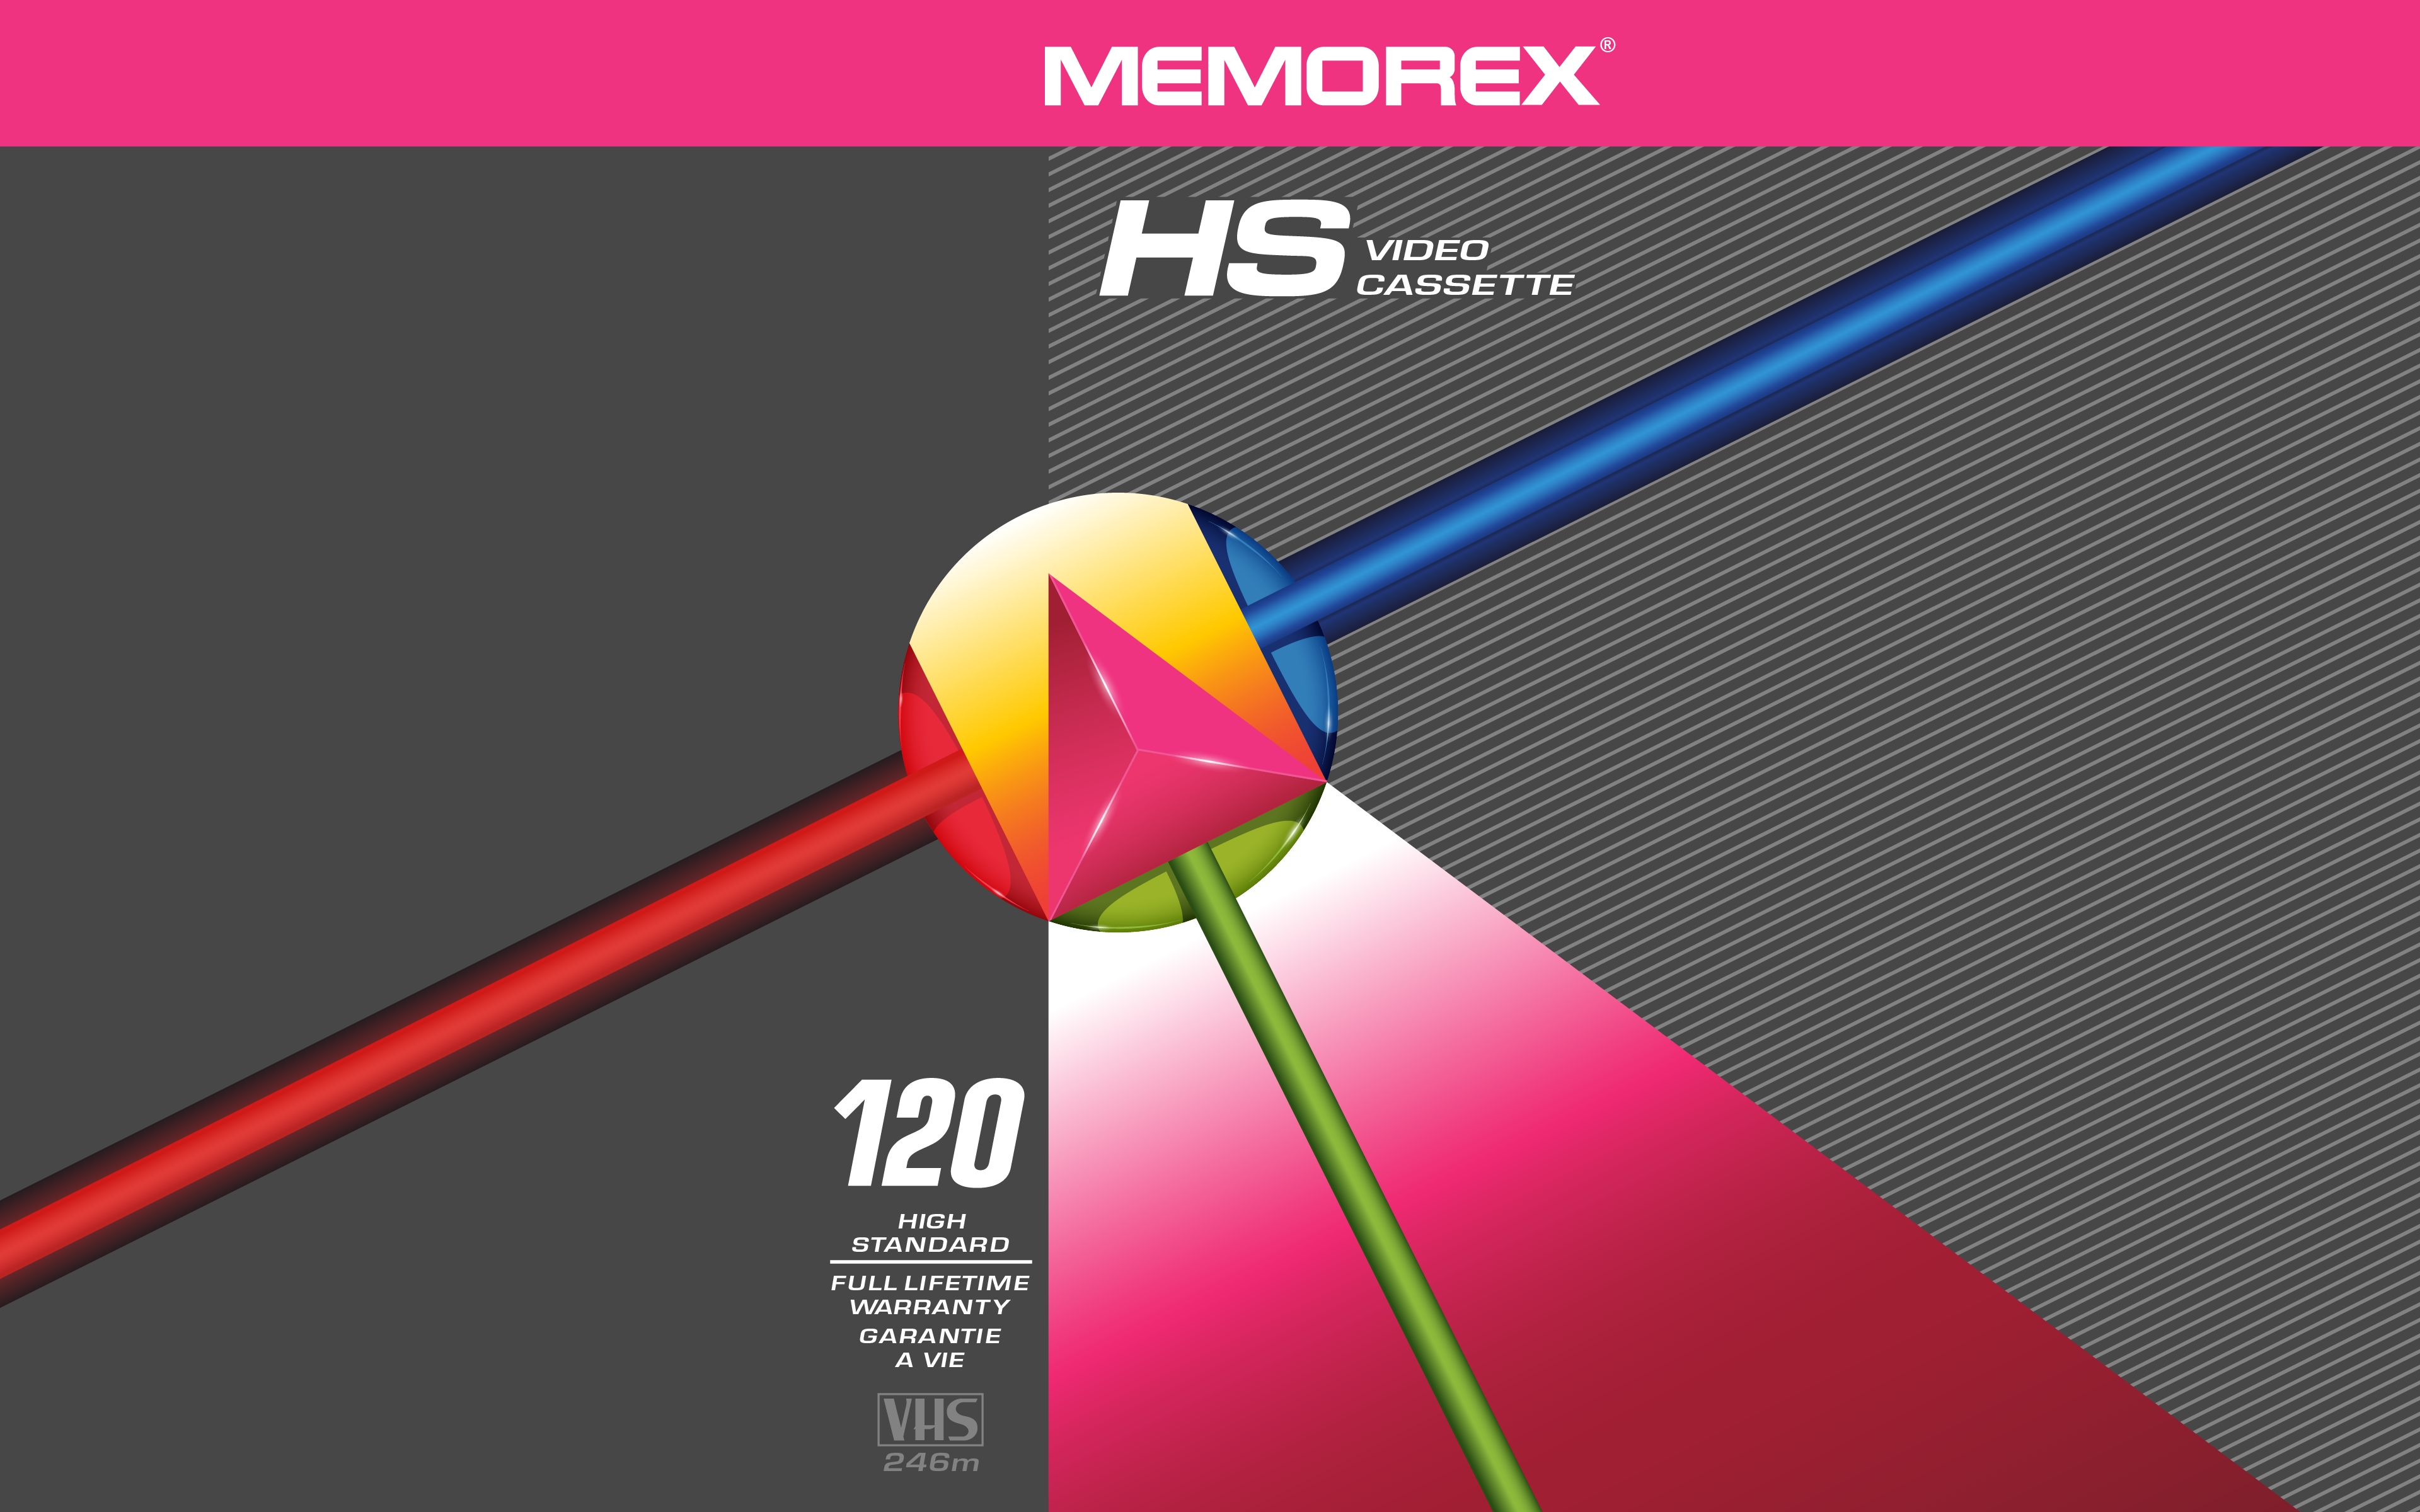 MEMOREX®
HS VIDEO
CASSETTE
120
HIGH
STANDARD
FULL LIFETIME
WARRANTY
GARANTIE
A VIE
VHS
246m